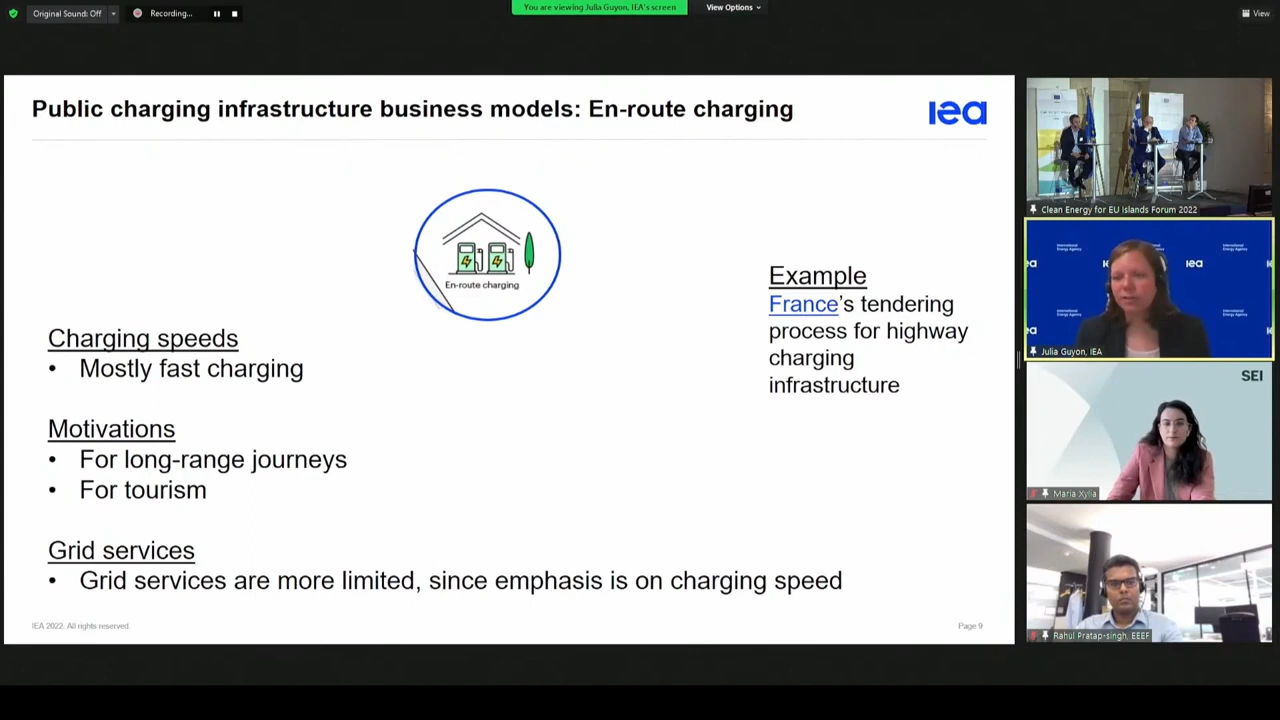 Original Sound: Off
Recording...
You are viewing Julia Guyon, IEA's screen
View Options
View
Public charging infrastructure business models: En-route charging
iea
En-route charging
Example
France's tendering
process for highway
charging
infrastructure
Charging speeds
• Mostly fast charging
Motivations
• For long-range journeys
• For tourism
Grid services
• Grid services are more limited, since emphasis is on charging speed
IEA 2022. All rights reserved.
Page 9
Clean Energy for EU Islands Forum 2022
International
Energy Agency
iea
Julia Guyon, IEA
SEI
Maria Xylia
Rahul Pratap-singh, EEEF